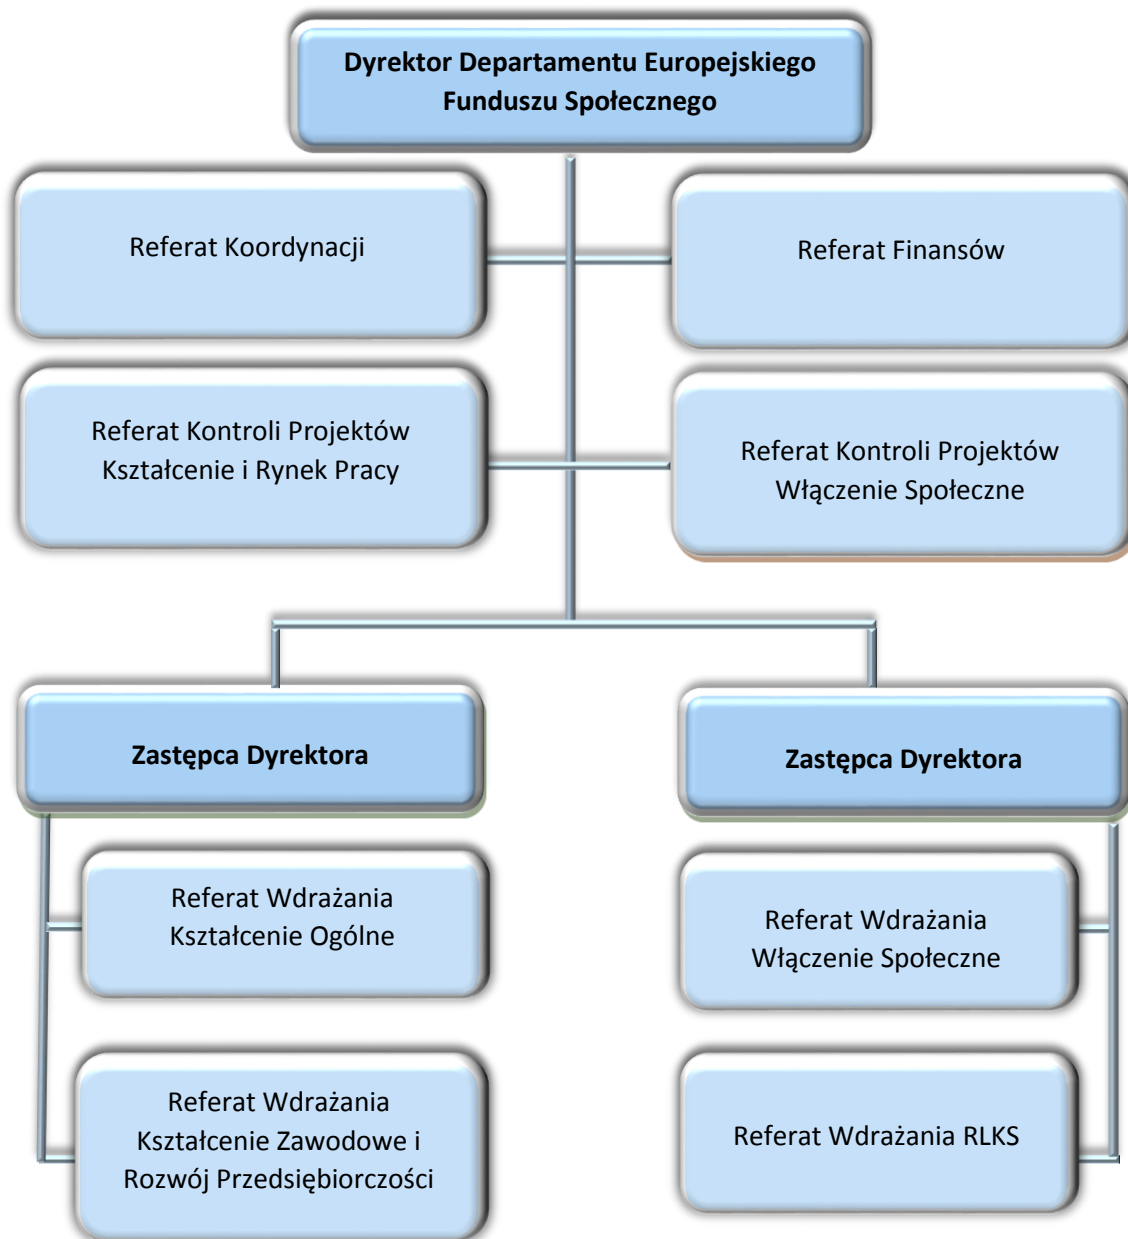 Dyrektor Departamentu Europejskiego
Funduszu Społecznego
Referat Koordynacji
Referat Finansów
Referat Kontroli Projektów
Kształcenie i Rynek Pracy
Referat Kontroli Projektów
Włączenie Społeczne
Zastępca Dyrektora
Zastępca Dyrektora
Referat Wdrażania
Kształcenie Ogólne
Referat Wdrażania
Włączenie Społeczne
Referat Wdrażania
Kształcenie Zawodowe i
Rozwój Przedsiębiorczości
Referat Wdrażania RLKS